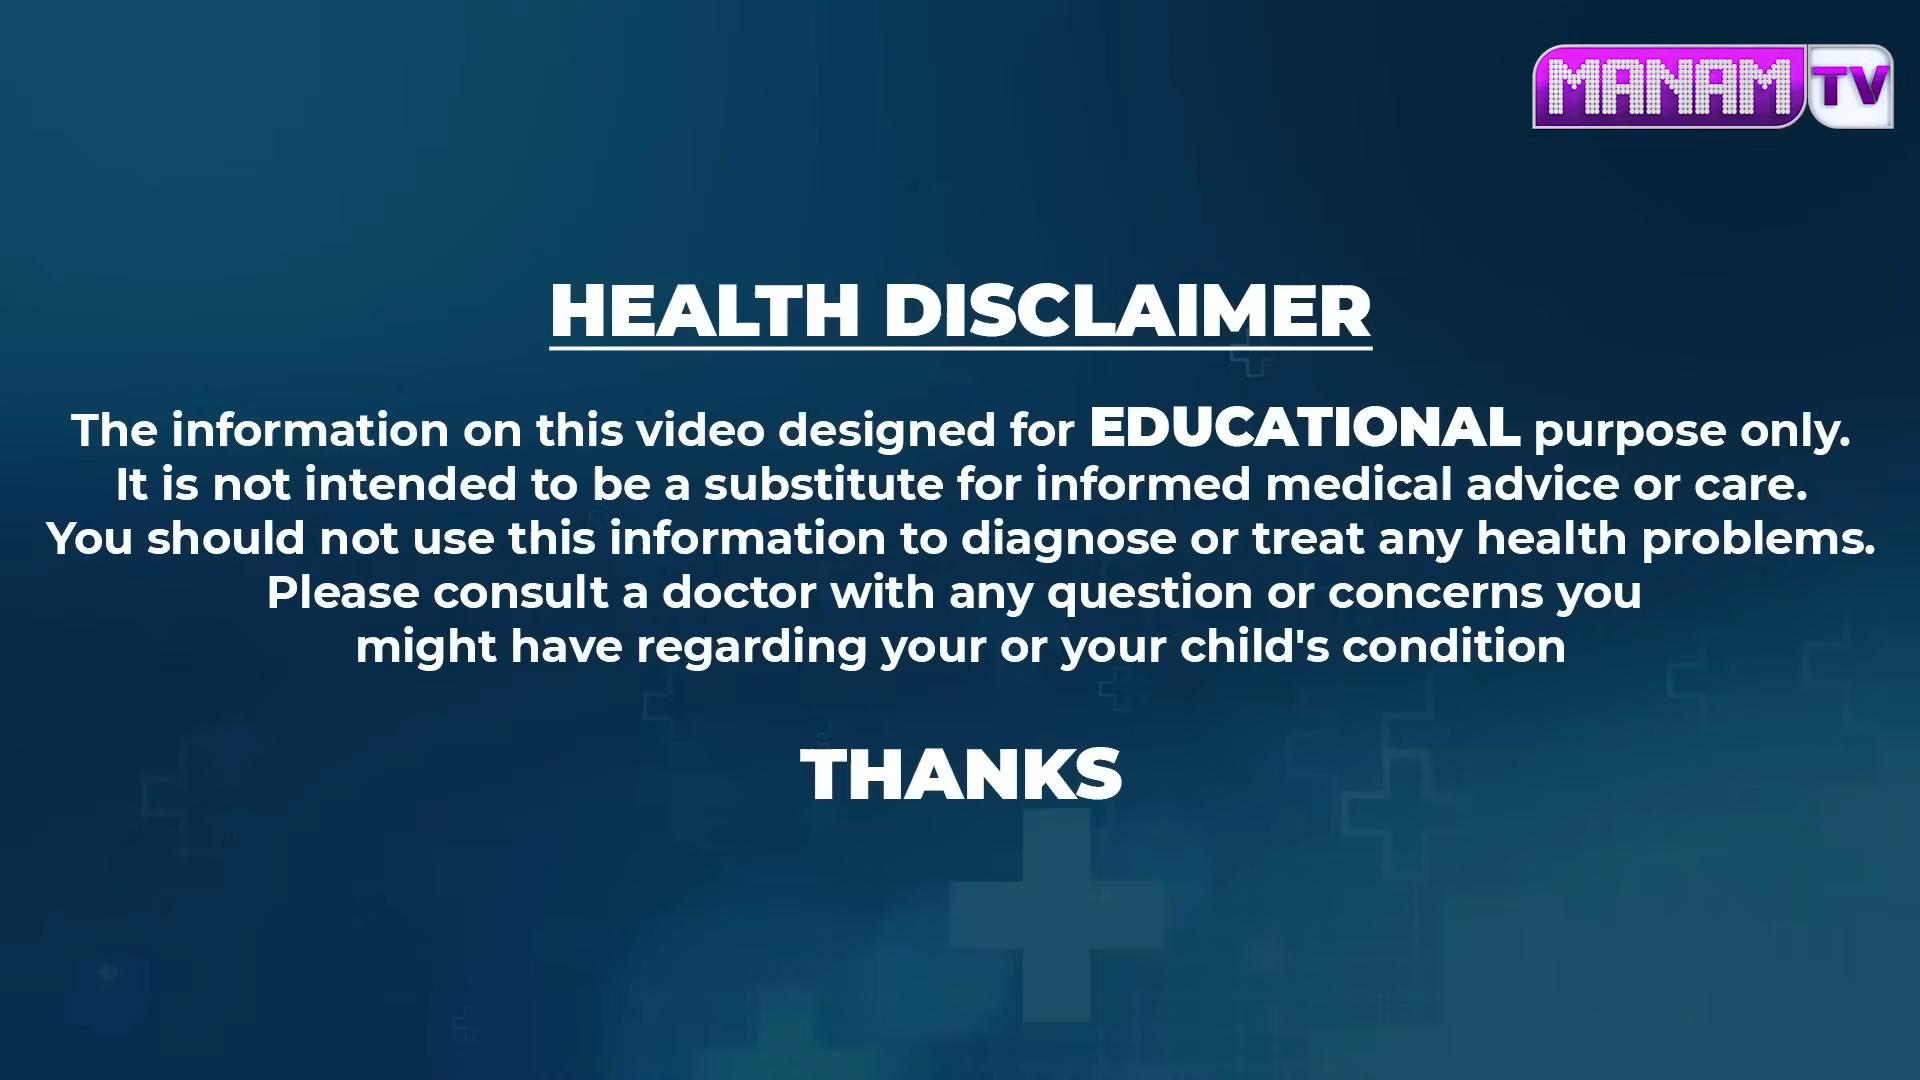 MANAM TV
HEALTH DISCLAIMER
The information on this video designed for EDUCATIONAL purpose only.
It is not intended to be a substitute for informed medical advice or care.
You should not use this information to diagnose or treat any health problems.
Please consult a doctor with any question or concerns you
might have regarding your or your child's condition
THANKS